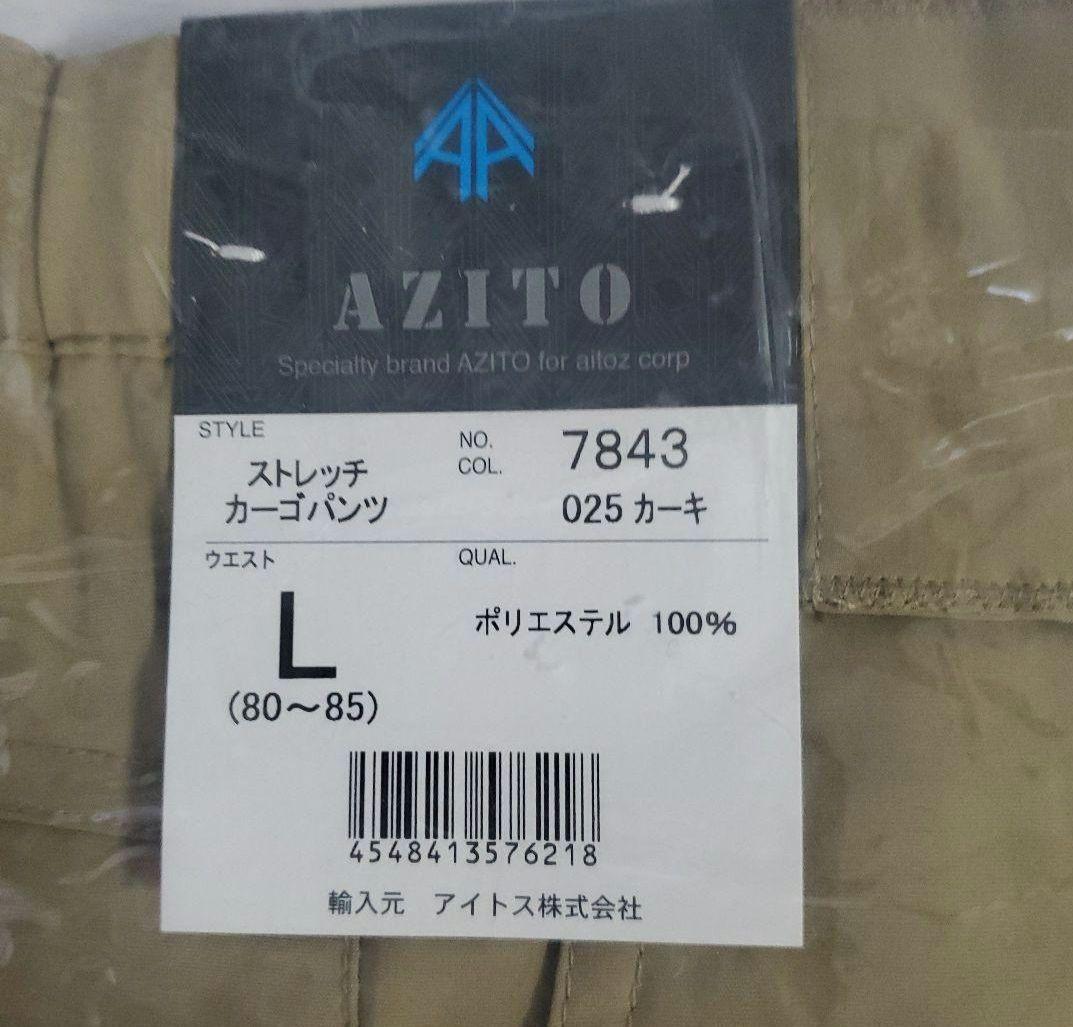 AZITO
Specialty brand AZITO for aitoz corp
STYLE
ストレッチ
カーゴパンツ
NO. 7843
COL. 025 カーキ
ウエスト
L
(80～85)
QUAL.
ポリエステル 100%
4548413576218
輸入元 アイトス株式会社